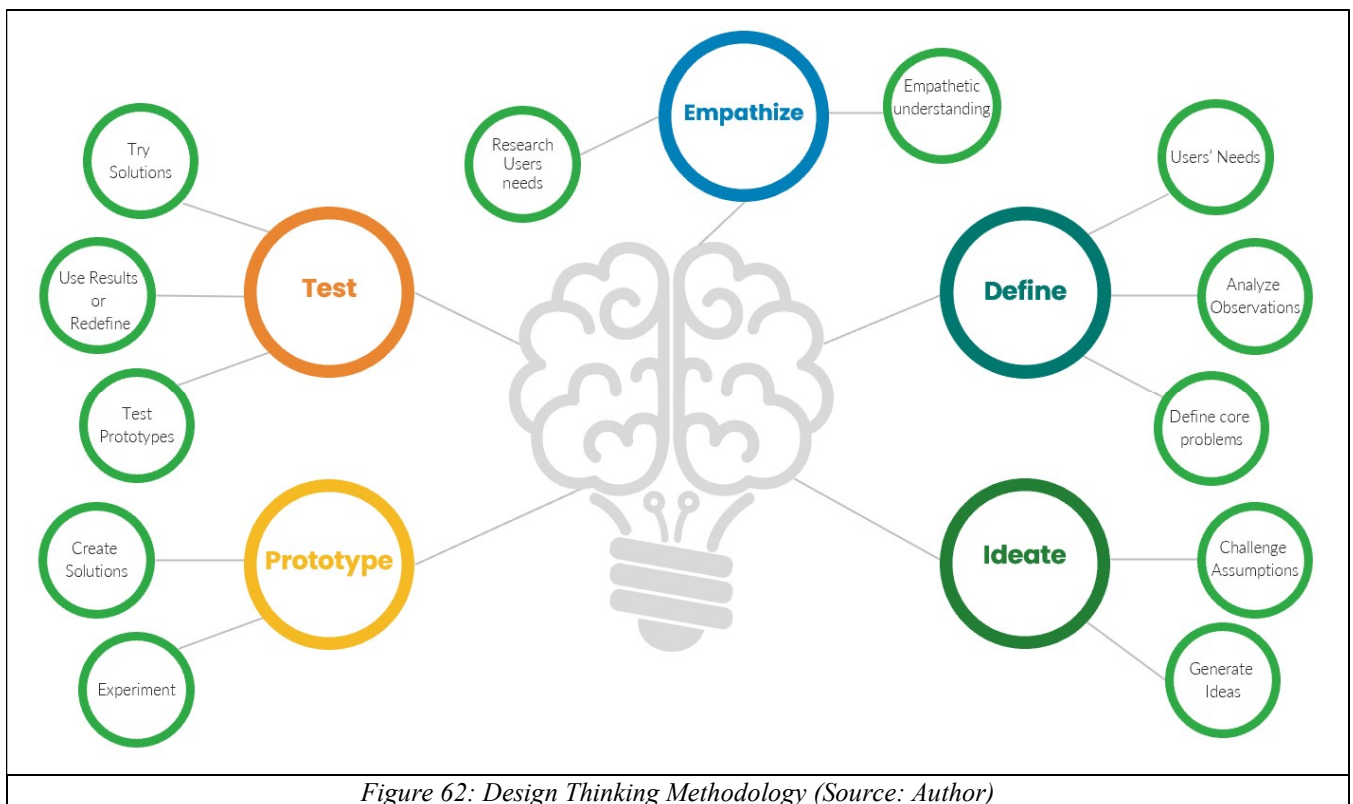 Empathize
Research
Users
needs
Empathetic
understanding
Define
Users' Needs
Analyze
Observations
Define core
problems
Ideate
Challenge
Assumptions
Generate
Ideas
Prototype
Create
Solutions
Experiment
Test
Try
Solutions
Use Results
or
Redefine
Test
Prototypes
Figure 62: Design Thinking Methodology (Source: Author)